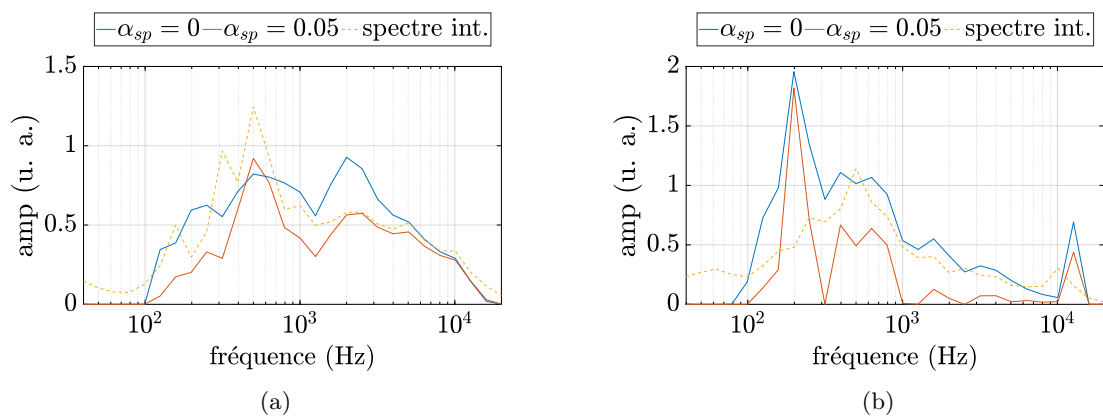 α_sp = 0 α_sp = 0.05 spectre int.
1.5
1
0.5
0
amp (u. a.)
10^2 10^3 10^4
fréquence (Hz)
(a)
α_sp = 0 α_sp = 0.05 spectre int.
2
1.5
1
0.5
0
amp (u. a.)
10^2 10^3 10^4
fréquence (Hz)
(b)